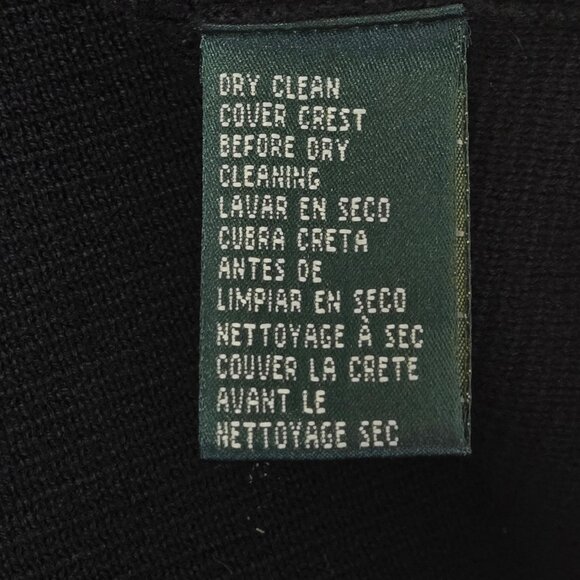 DRY CLEAN
COVER CREST
BEFORE DRY
CLEANING
LAVAR EN SECO
CUBRA CRETA
ANTES DE
LIMPIAR EN SECO
NETTOYAGE À SEC
COUVER LA CRETE
AVANT LE
NETTOYAGE SEC